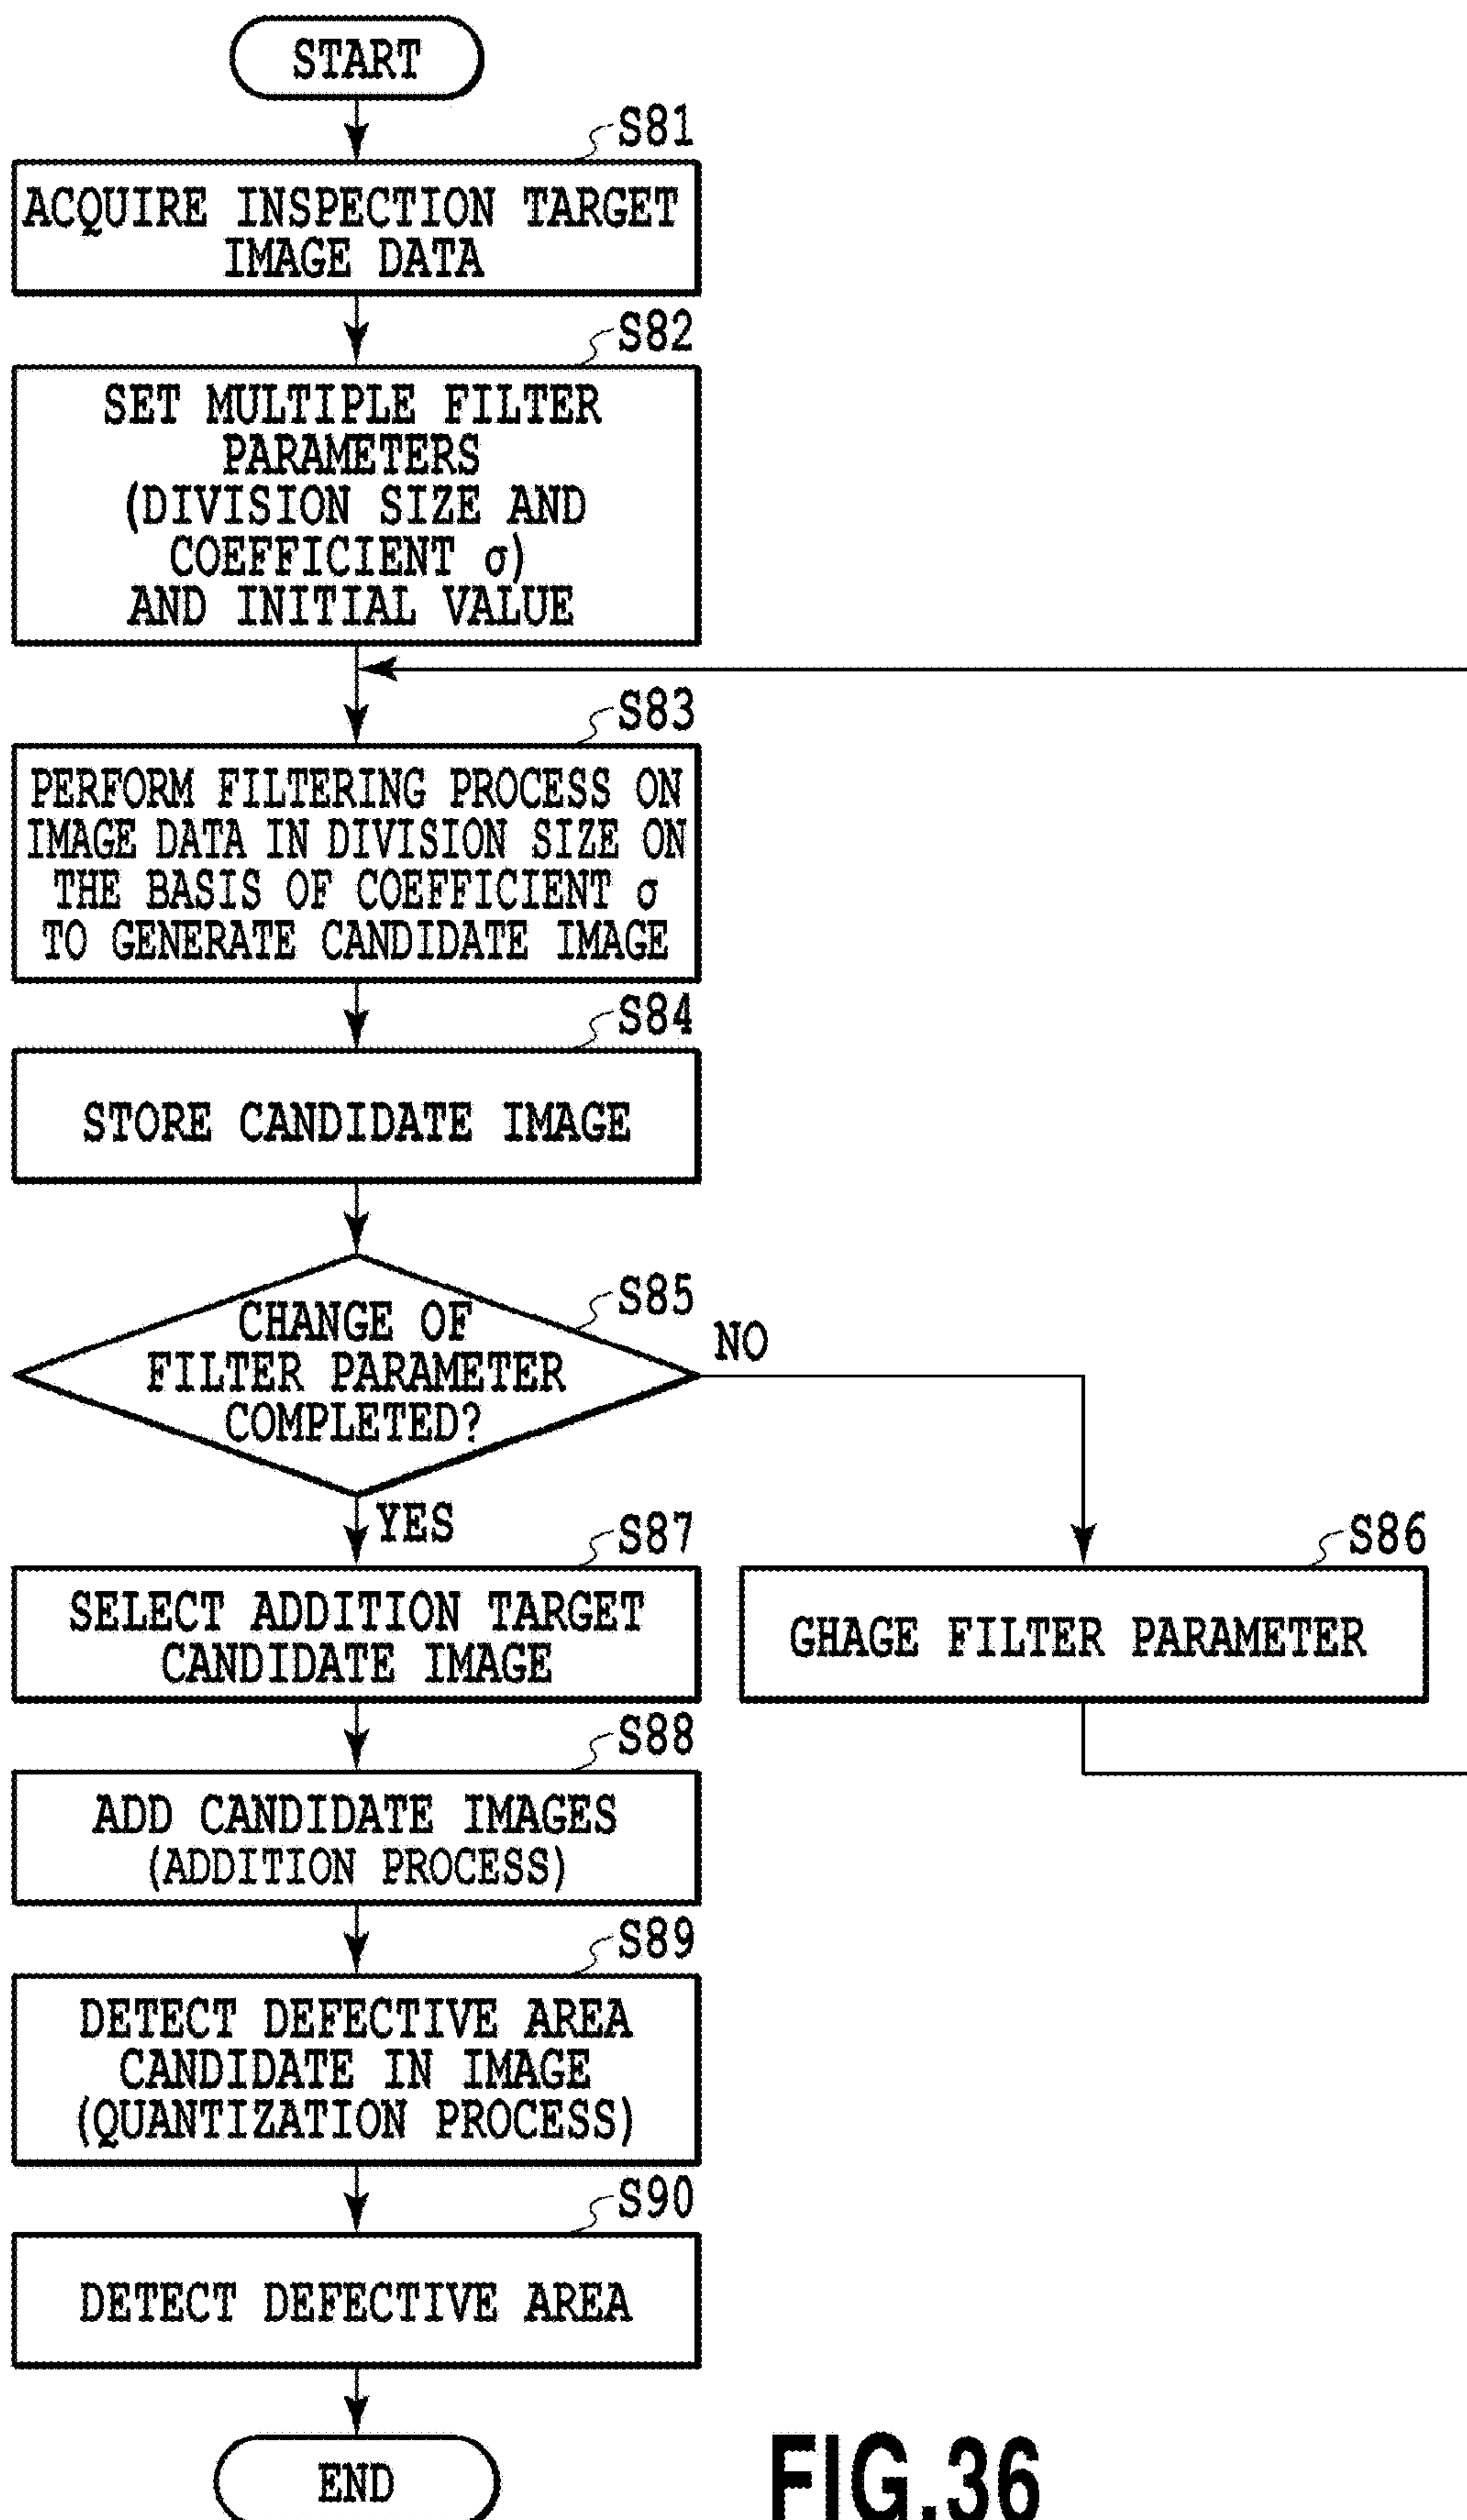 START
S81
ACQUIRE INSPECTION TARGET
IMAGE DATA
S82
SET MULTIPLE FILTER
PARAMETERS
(DIVISION SIZE AND
COEFFICIENT σ)
AND INITIAL VALUE
S83
PERFORM FILTERING PROCESS ON
IMAGE DATA IN DIVISION SIZE ON
THE BASIS OF COEFFICIENT σ
TO GENERATE CANDIDATE IMAGE
S84
STORE CANDIDATE IMAGE
S85
CHANGE OF
FILTER PARAMETER
COMPLETED?
NO
YES
S87
SELECT ADDITION TARGET
CANDIDATE IMAGE
S86
GHAGE FILTER PARAMETER
S88
ADD CANDIDATE IMAGES
(ADDITION PROCESS)
S89
DETECT DEFECTIVE AREA
CANDIDATE IN IMAGE
(QUANTIZATION PROCESS)
S90
DETECT DEFECTIVE AREA
END
FIG.36